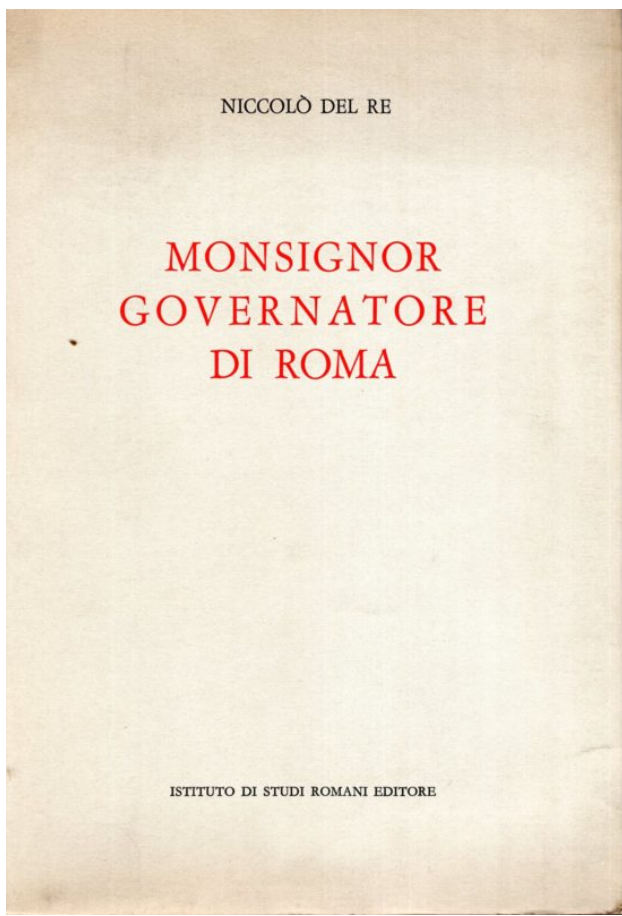 NICCOLÒ DEL RE
MONSIGNOR
GOVERNATORE
DI ROMA
ISTITUTO DI STUDI ROMANI EDITORE